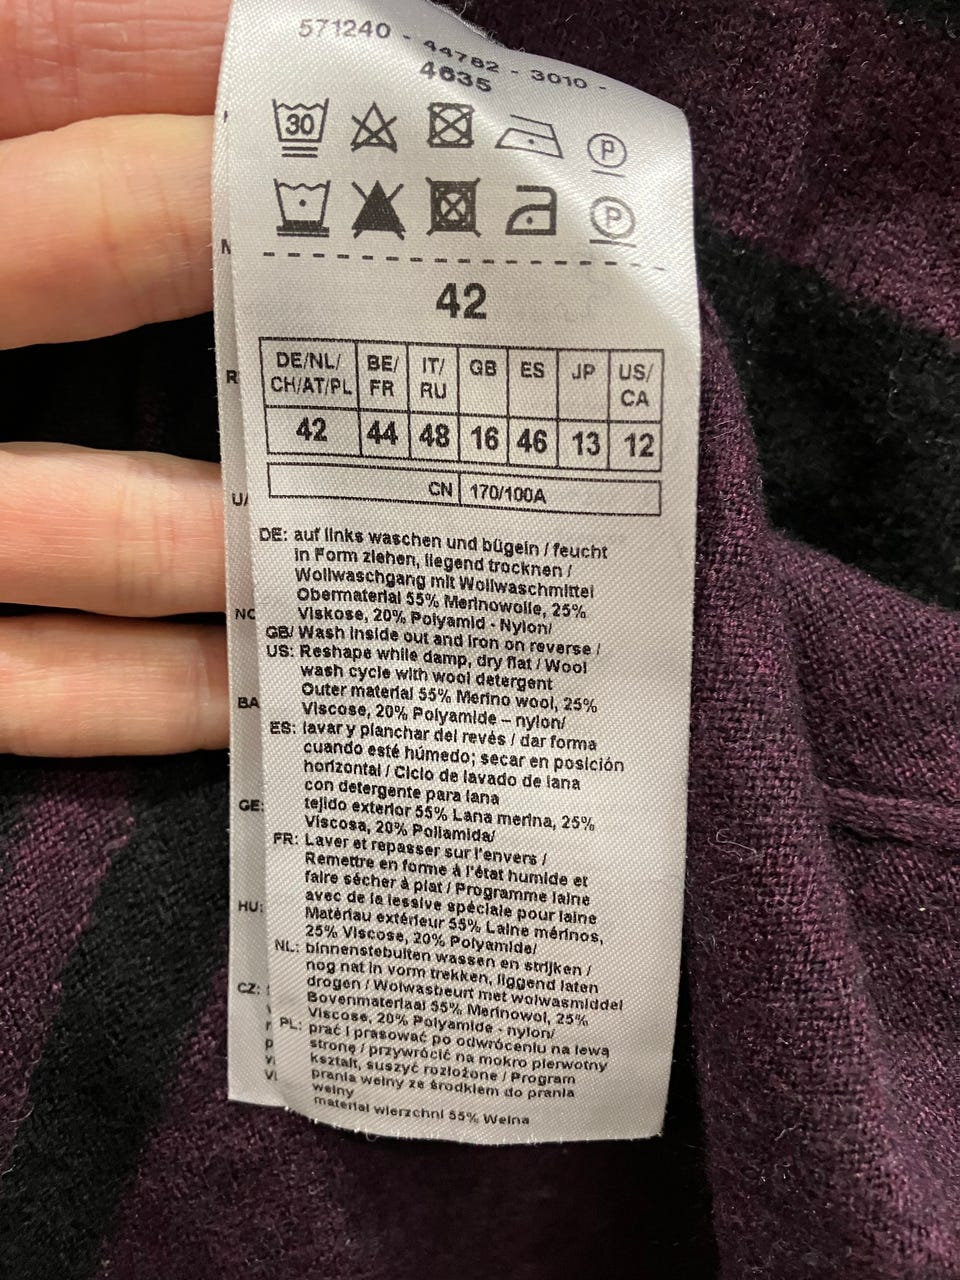 571240 - 44782 - 3010 -
4635
30
P
P
42
DE/NL/ CH/AT/PL BE/ FR IT/ RU GB ES JP US/ CA
42 44 48 16 46 13 12
CN 170/100A
DE: auf links waschen und bügeln / feucht
in Form ziehen, liegend trocknen /
Wollwaschgang mit Wollwaschmittel
Obermaterial 55% Merinowolle, 25%
Viskose, 20% Polyamid - Nylon/
GB/ Wash inside out and iron on reverse /
US: Reshape while damp, dry flat / Wool
wash cycle with wool detergent
Outer material 55% Merino wool, 25%
Viscose, 20% Polyamide – nylon/
ES: lavar y planchar del revés / dar forma
cuando esté húmedo; secar en posición
horizontal / Ciclo de lavado de lana
con detergente para lana
tejido exterior 55% Lana merina, 25%
Viscosa, 20% Poliamida/
FR: Laver et repasser sur l'envers /
Remettre en forme à l'état humide et
faire sécher à plat / Programme laine
avec de la lessive spéciale pour laine
Matériau extérieur 55% Laine mérinos,
25% Viscose, 20% Polyamide/
NL: binnenstebuiten wassen en strijken /
nog nat in vorm trekken, liggend laten
drogen / Wolwasbeurt met wolwasmiddel
Bovenmateriaal 55% Merinowol, 25%
Viscose, 20% Polyamide - nylon/
PL: prać i prasować po odwróceniu na lewą
stronę / przywrócić na mokro pierwotny
kształt, suszyć rozłożone / Program
prania wełny ze środkiem do prania
wełny
materiał wierzchni 55% Wełna
NO
BA
GE:
HU:
CZ: